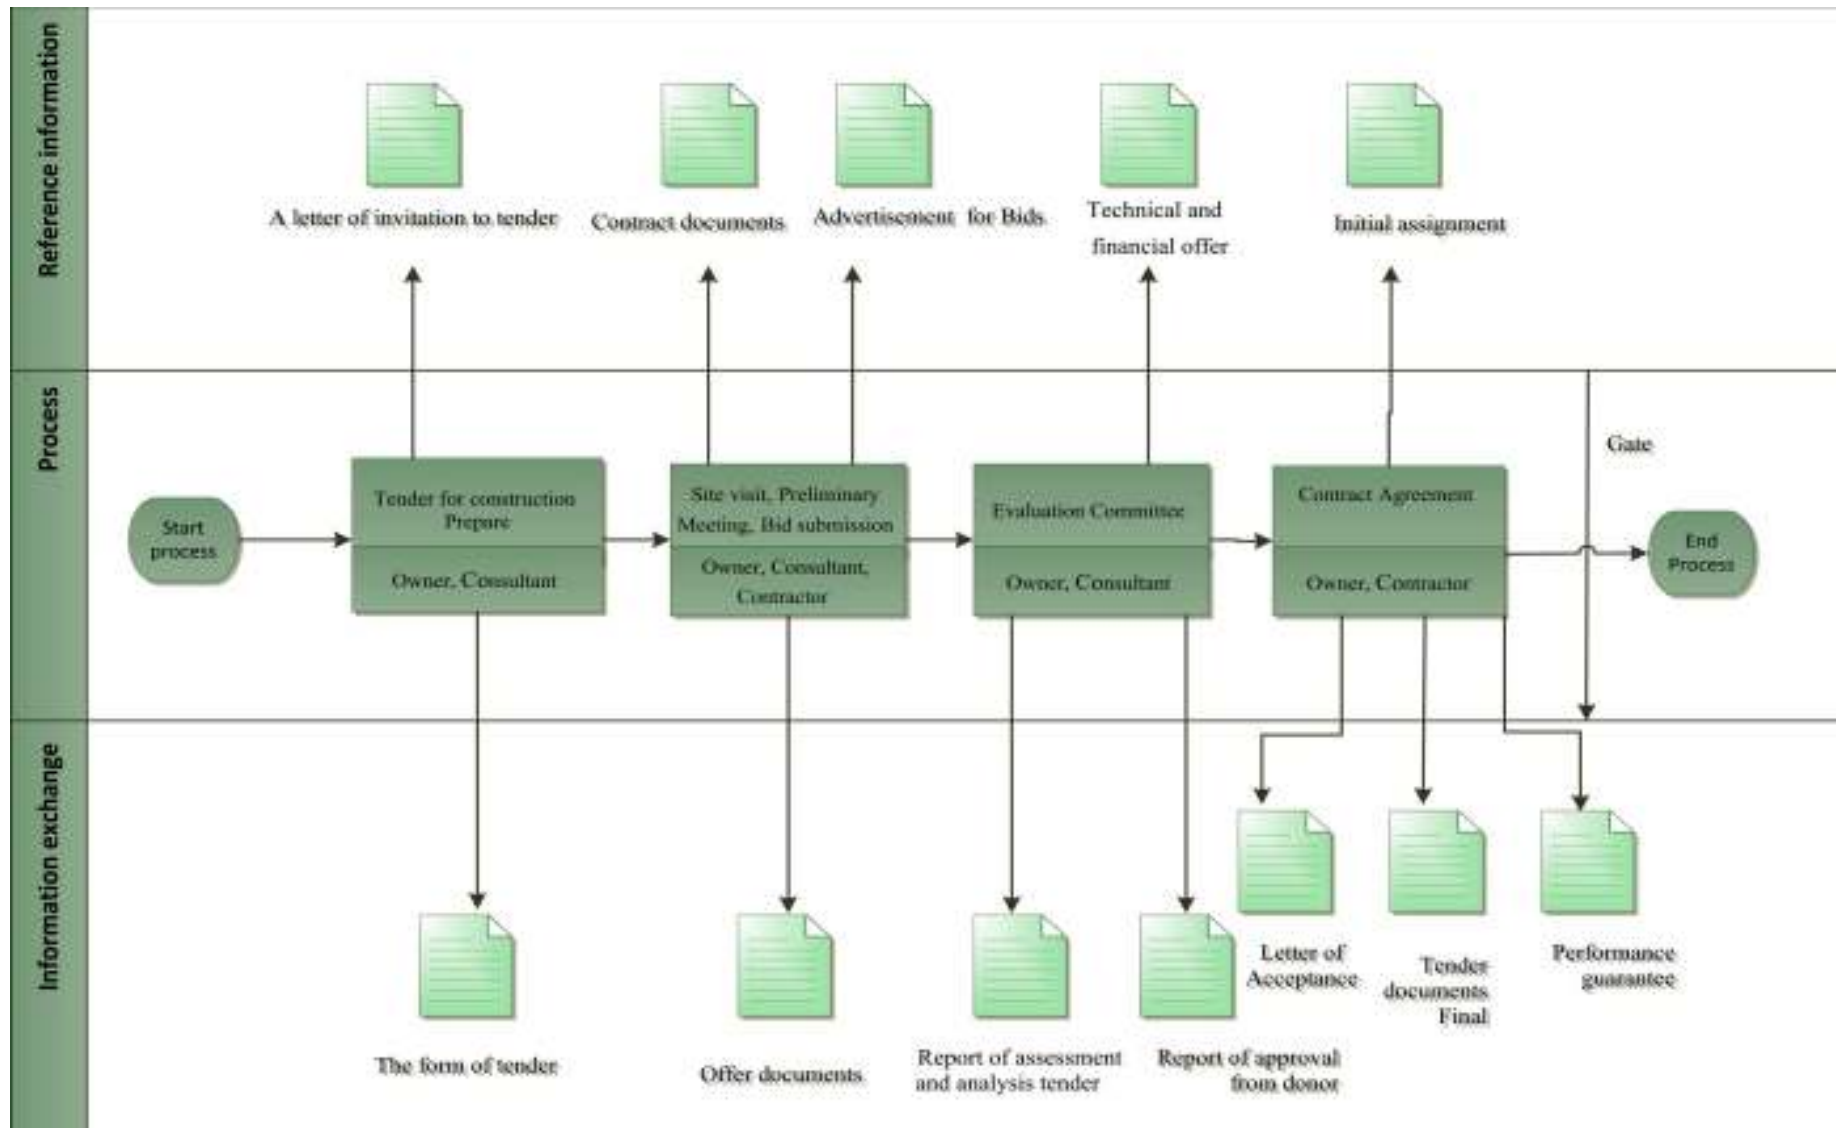 Reference information
A letter of invitation to tender
Contract documents
Advertisement for Bids
Technical and
financial offer
Initial assignment
Process
Start
process
Tender for construction
Prepare
Owner, Consultant
Site visit, Preliminary
Meeting, Bid submission
Owner, Consultant,
Contractor
Evaluation Committee
Owner, Consultant
Contract Agreement
Owner, Contractor
Gate
End
Process
Information exchange
The form of tender
Offer documents
Report of assessment
and analysis tender
Report of approval
from donor
Letter of
Acceptance
Tender
documents
Final
Performance
guarantee